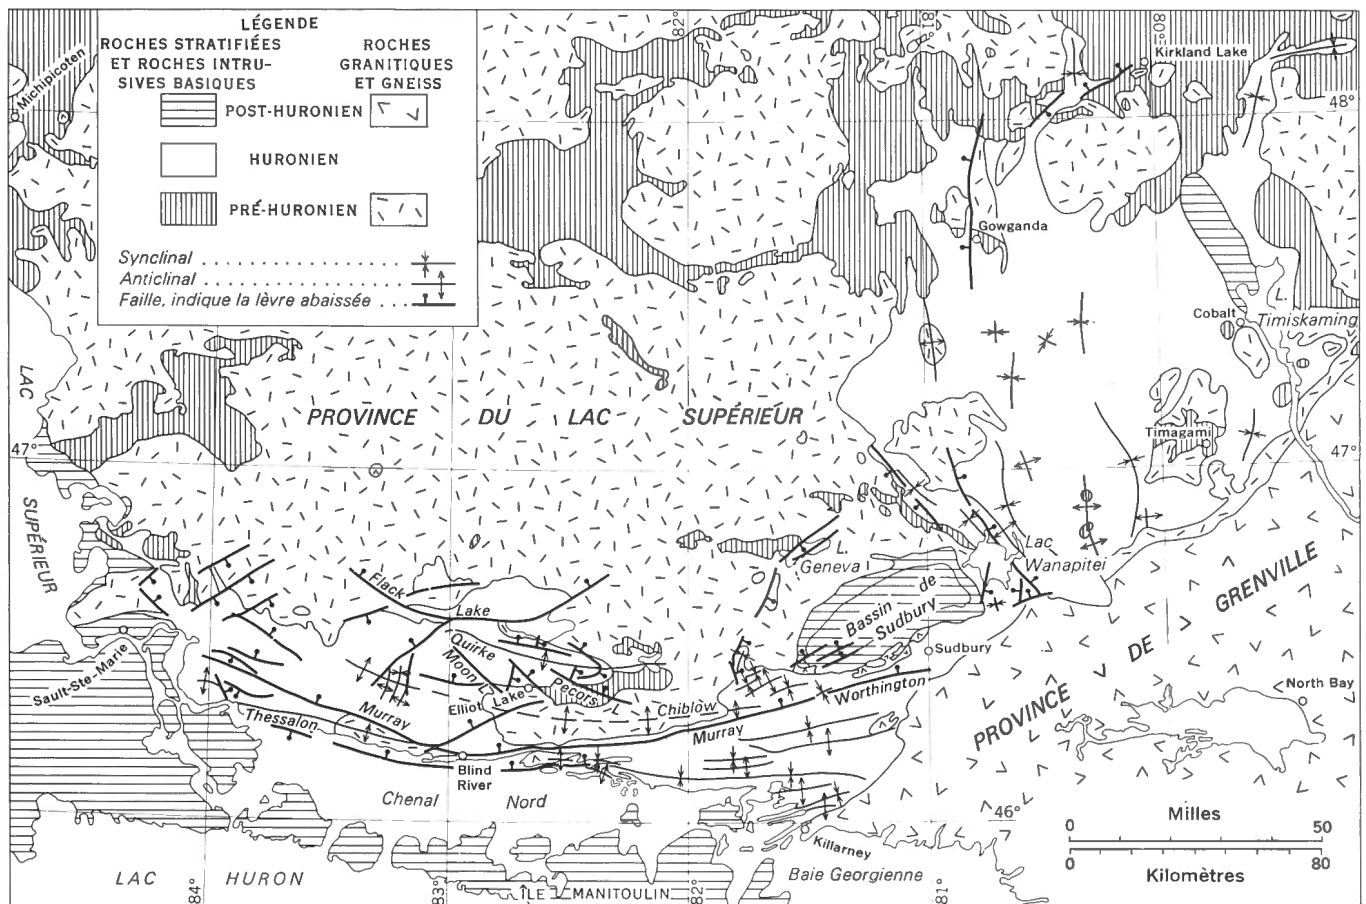 LÉGENDE
ROCHES STRATIFIÉES
ET ROCHES INTRU-
SIVES BASIQUES
ROCHES
GRANITIQUES
ET GNEISS
POST-HURONIEN
HURONIEN
PRÉ-HURONIEN
Synclinal
Anticlinal
Faille, indique la lèvre abaissée
82°
81°
80°
Michipicoten
Kirkland Lake
48°
Gowganda
Cobalt
L.
Timiskaming
LAC
SUPÉRIEUR
PROVINCE DU LAC SUPÉRIEUR
Timagami
47°
47°
L.
Geneva
Lac
Wanapitei
Bassin de
Sudbury
Sudbury
PROVINCE DE GRENVILLE
Flack
Lake
Quirke
Moon L.
Elliot Lake
Pecors L.
Sault-Ste-Marie
Thessalon
Murray
Chiblow
Murray
Worthington
North Bay
Blind
River
Chenal Nord
46°
Killarney
Milles
0 50
0 80
Kilomètres
LAC HURON
ÎLE MANITOULIN
Baie Georgienne
84°
83°
82°
81°